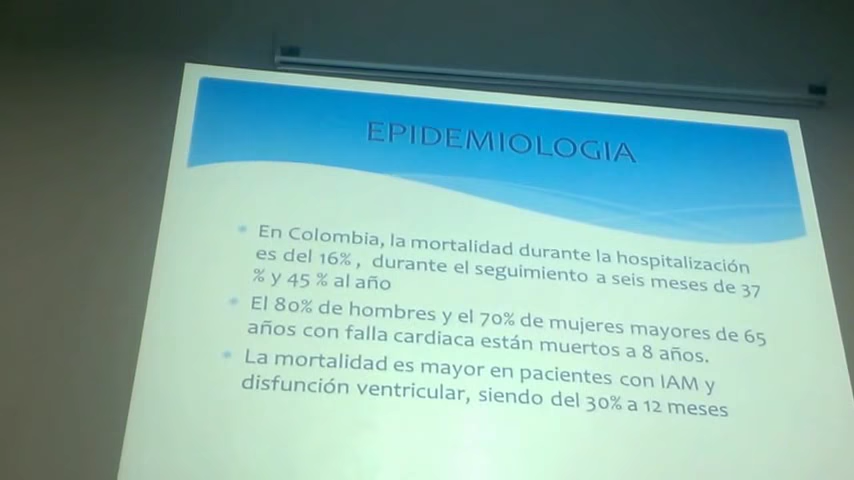 EPIDEMIOLOGIA
En Colombia, la mortalidad durante la hospitalización
es del 16% , durante el seguimiento a seis meses de 37
% y 45 % al año
El 80% de hombres y el 70% de mujeres mayores de 65
años con falla cardiaca están muertos a 8 años.
La mortalidad es mayor en pacientes con IAM y
disfunción ventricular, siendo del 30% a 12 meses